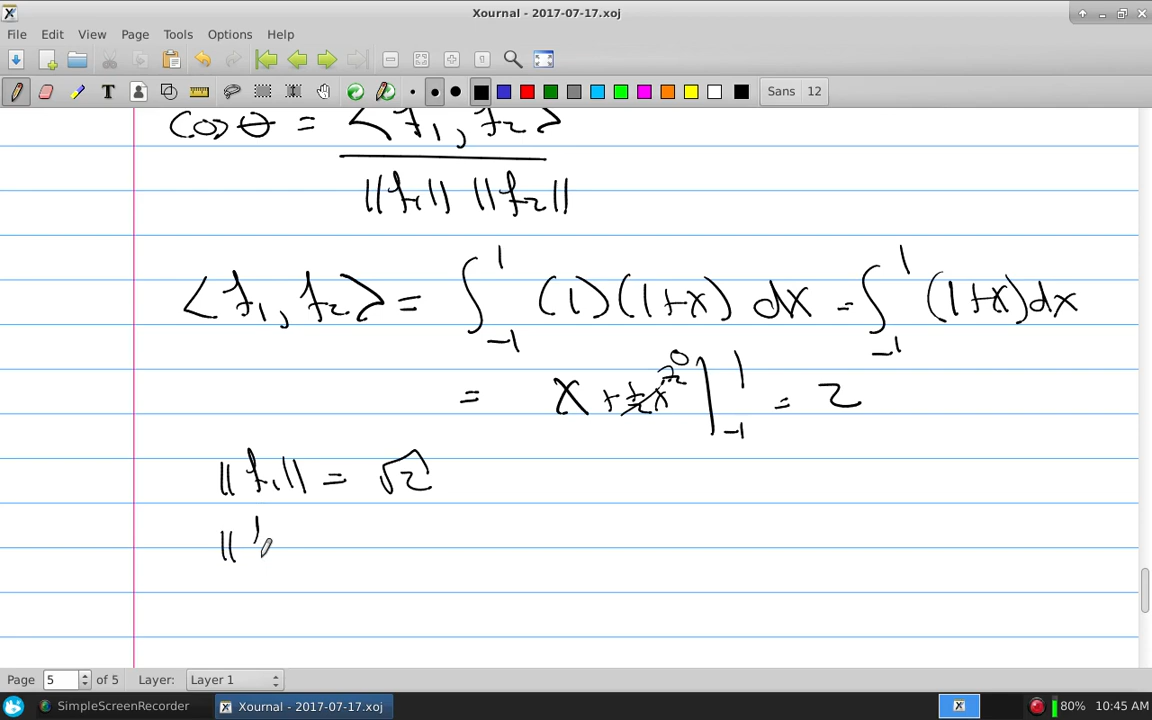 Xournal - 2017-07-17.xoj
File Edit View Page Tools Options Help
Sans 12
cos θ = <f₁, f₂>
||f₁|| ||f₂||
<f₁, f₂> = ∫₋₁¹ (1)(1+x) dx = ∫₋₁¹ (1+x)dx
= x + ½x² |₋₁¹ = 2
0
||f₁|| = √2
||
Page 5 of 5 Layer: Layer 1
SimpleScreenRecorder Xournal - 2017-07-17.xoj 80% 10:45 AM